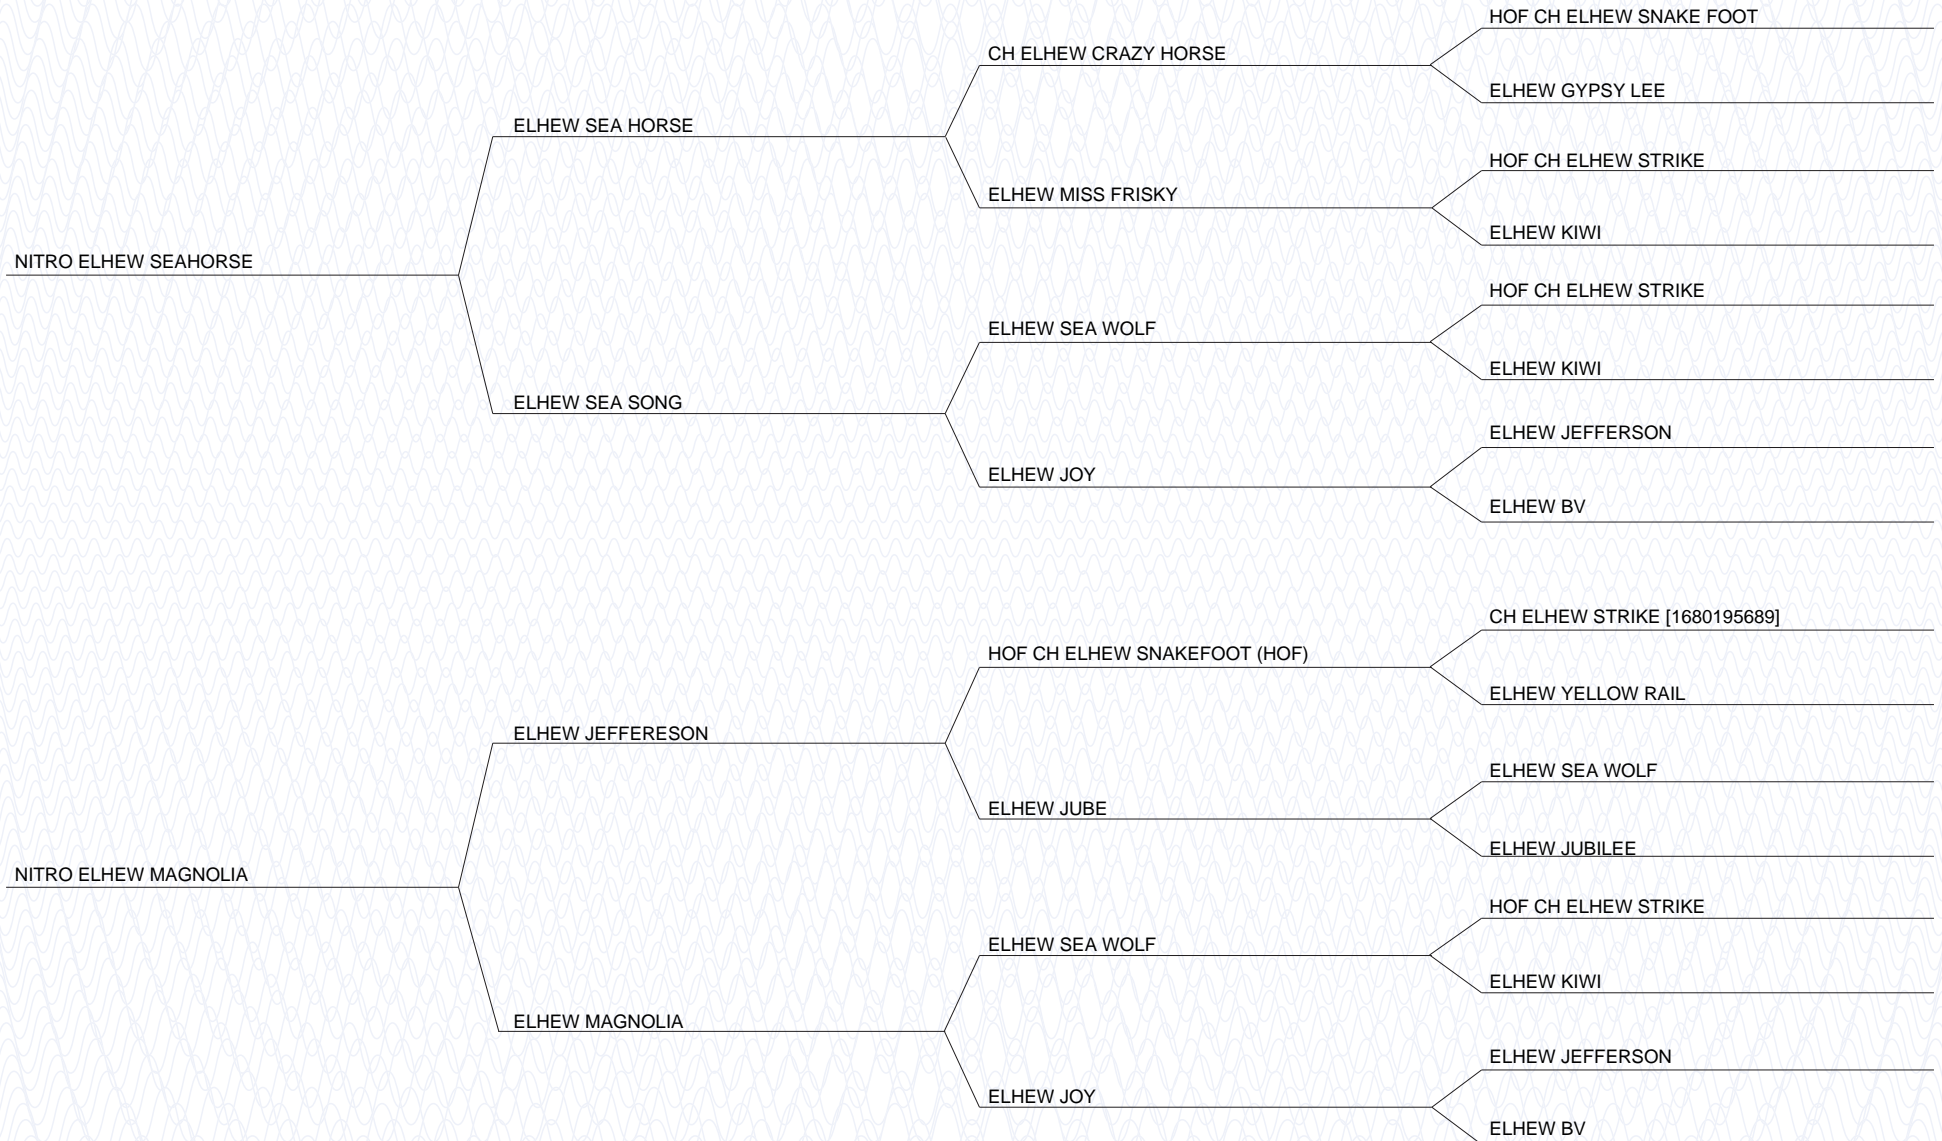 HOF CH ELHEW SNAKE FOOT
CH ELHEW CRAZY HORSE
ELHEW GYPSY LEE
ELHEW SEA HORSE
HOF CH ELHEW STRIKE
ELHEW MISS FRISKY
ELHEW KIWI
NITRO ELHEW SEAHORSE
HOF CH ELHEW STRIKE
ELHEW SEA WOLF
ELHEW KIWI
ELHEW SEA SONG
ELHEW JEFFERSON
ELHEW JOY
ELHEW BV
CH ELHEW STRIKE [1680195689]
HOF CH ELHEW SNAKEFOOT (HOF)
ELHEW YELLOW RAIL
ELHEW JEFFERESON
ELHEW SEA WOLF
ELHEW JUBE
ELHEW JUBILEE
NITRO ELHEW MAGNOLIA
HOF CH ELHEW STRIKE
ELHEW SEA WOLF
ELHEW KIWI
ELHEW MAGNOLIA
ELHEW JEFFERSON
ELHEW JOY
ELHEW BV